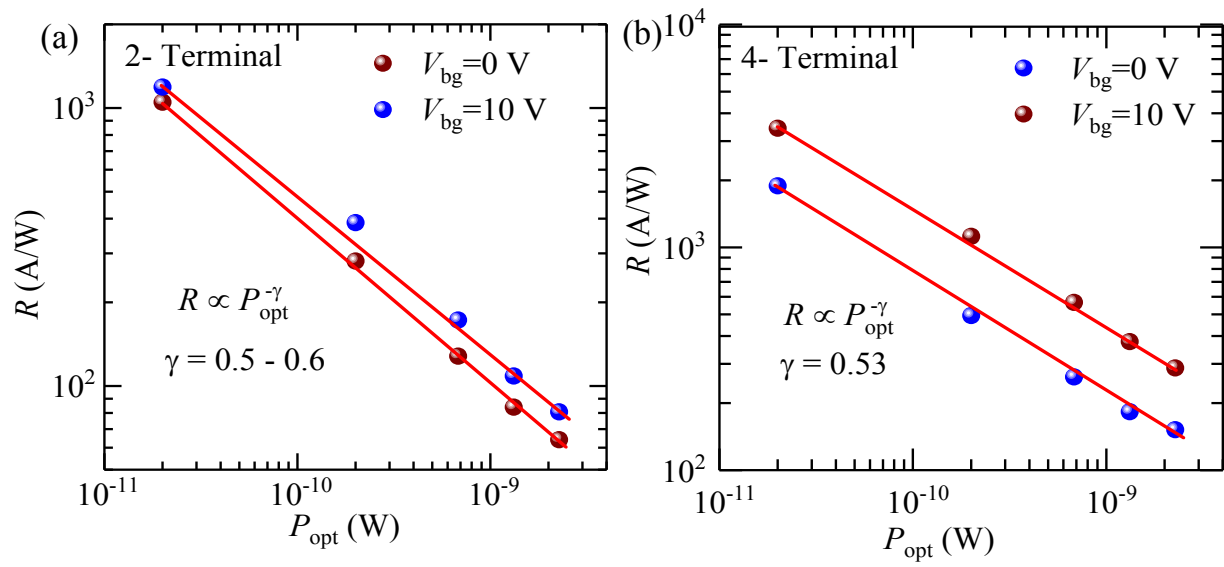 (a)
2- Terminal
V_bg=0 V
V_bg=10 V
10^3
10^2
R (A/W)
R ∝ P_opt^-γ
γ = 0.5 - 0.6
10^-11
10^-10
10^-9
P_opt (W)
(b)
4- Terminal
V_bg=0 V
V_bg=10 V
10^4
10^3
10^2
R (A/W)
R ∝ P_opt^-γ
γ = 0.53
10^-11
10^-10
10^-9
P_opt (W)